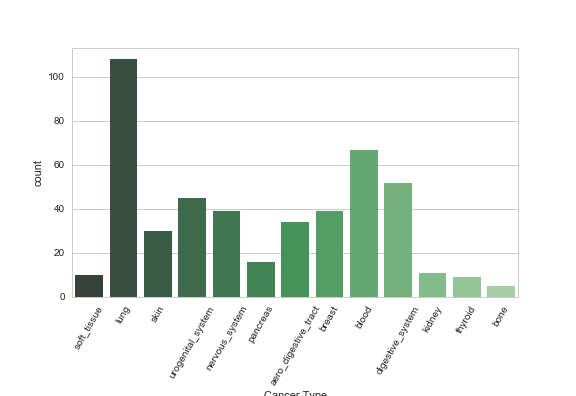 100
80
60
40
20
0
count
soft_tissue
lung
skin
urogenital_system
nervous_system
pancreas
aero_digestive_tract
breast
blood
digestive_system
kidney
thyroid
bone
Cancer Type